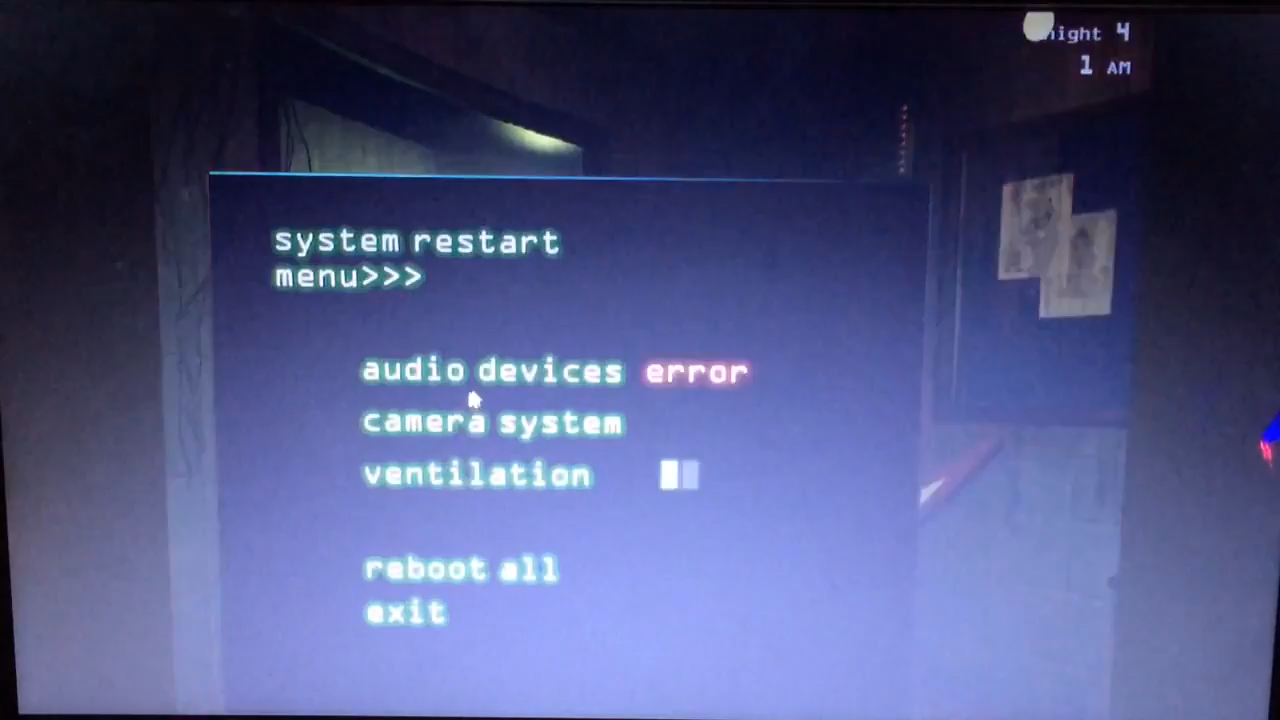 night 4
1 AM
system restart
menu>>>
audio devices error
camera system
ventilation
reboot all
exit